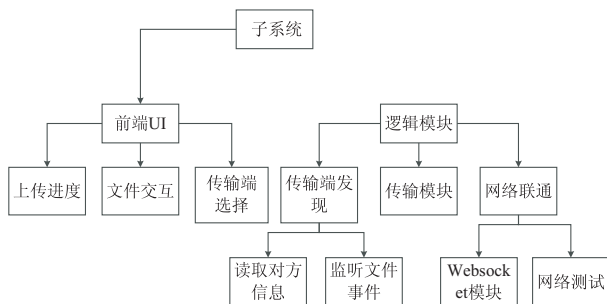 子系统
前端UI
逻辑模块
上传进度
文件交互
传输端
选择
传输端发
现
传输模块
网络联通
读取对方
信息
监听文件
事件
Websock
et模块
网络测试